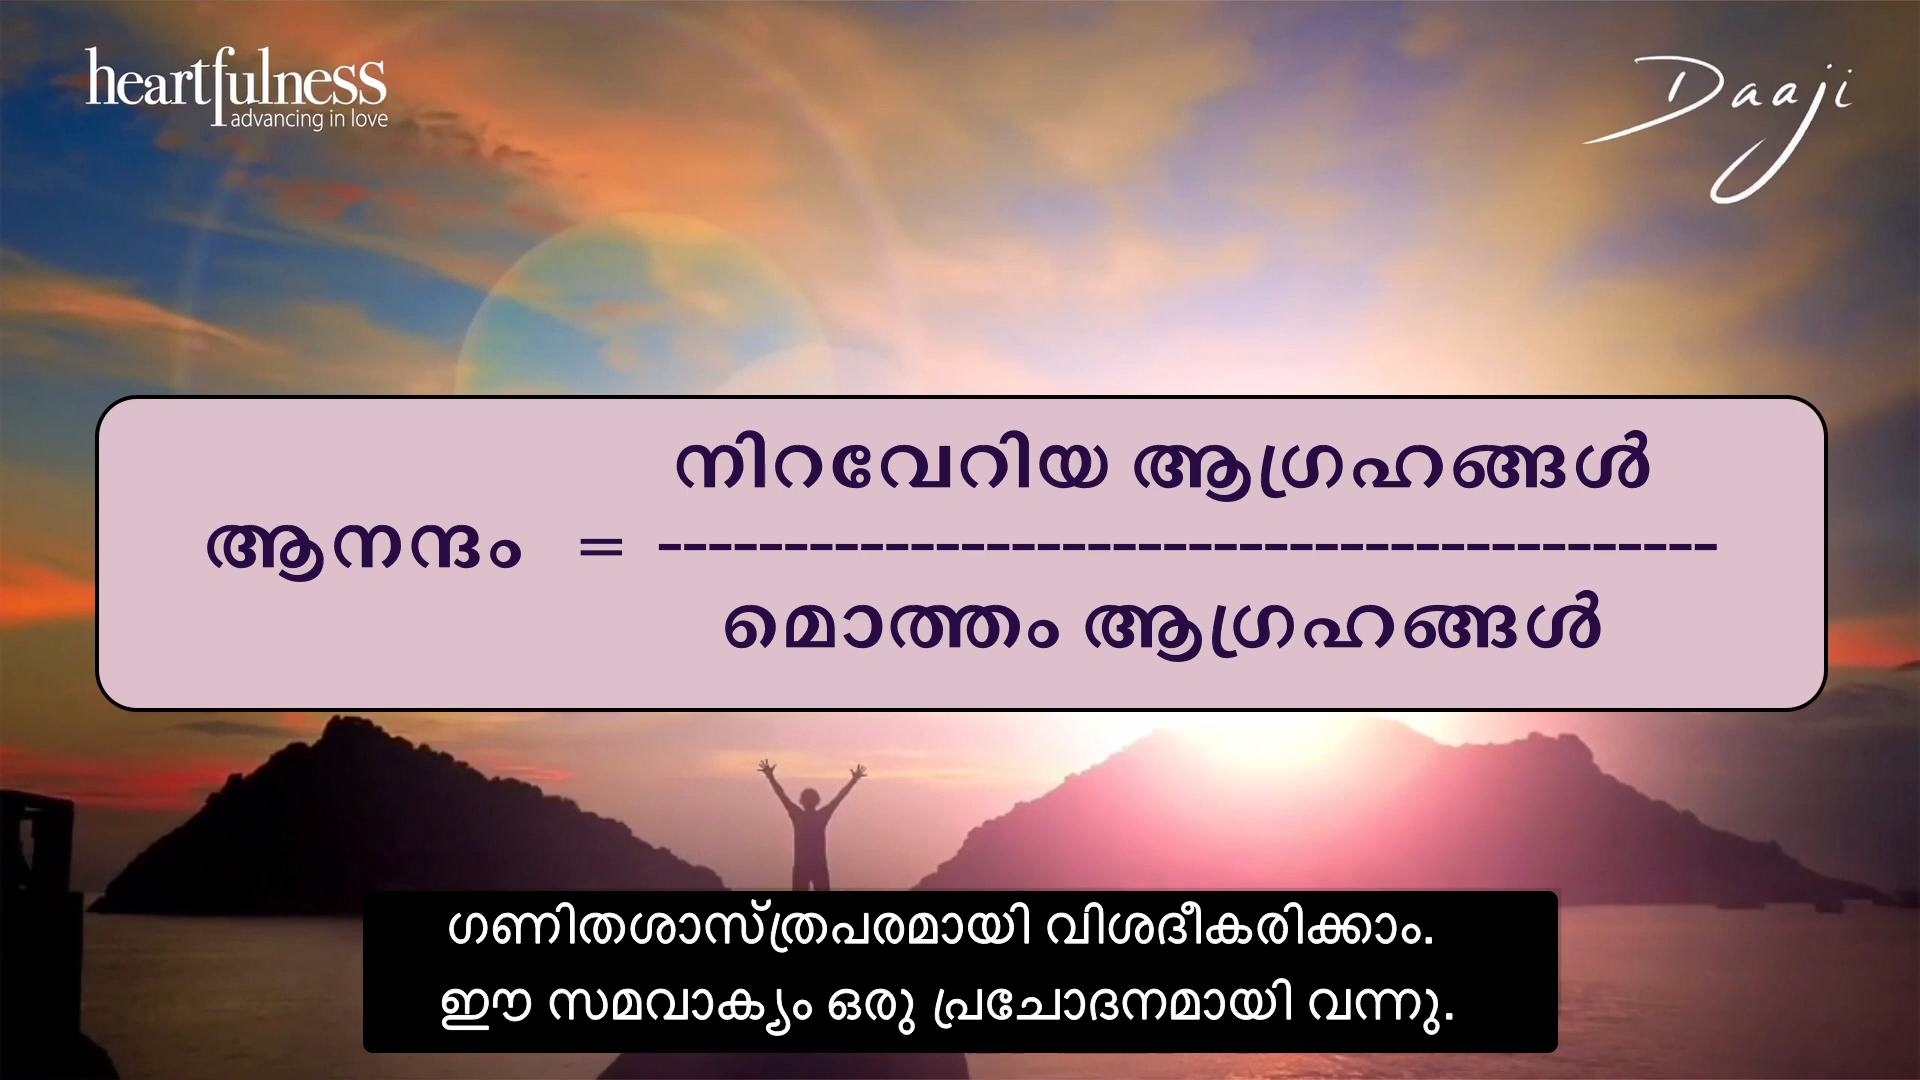 heartfulness
advancing in love
Daaji
നിറവേറിയ ആഗ്രഹങ്ങൾ
ആനന്ദം = ------------------------------------------
മൊത്തം ആഗ്രഹങ്ങൾ
ഗണിതശാസ്ത്രപരമായി വിശദീകരിക്കാം.
ഈ സമവാക്യം ഒരു പ്രചോദനമായി വന്നു.